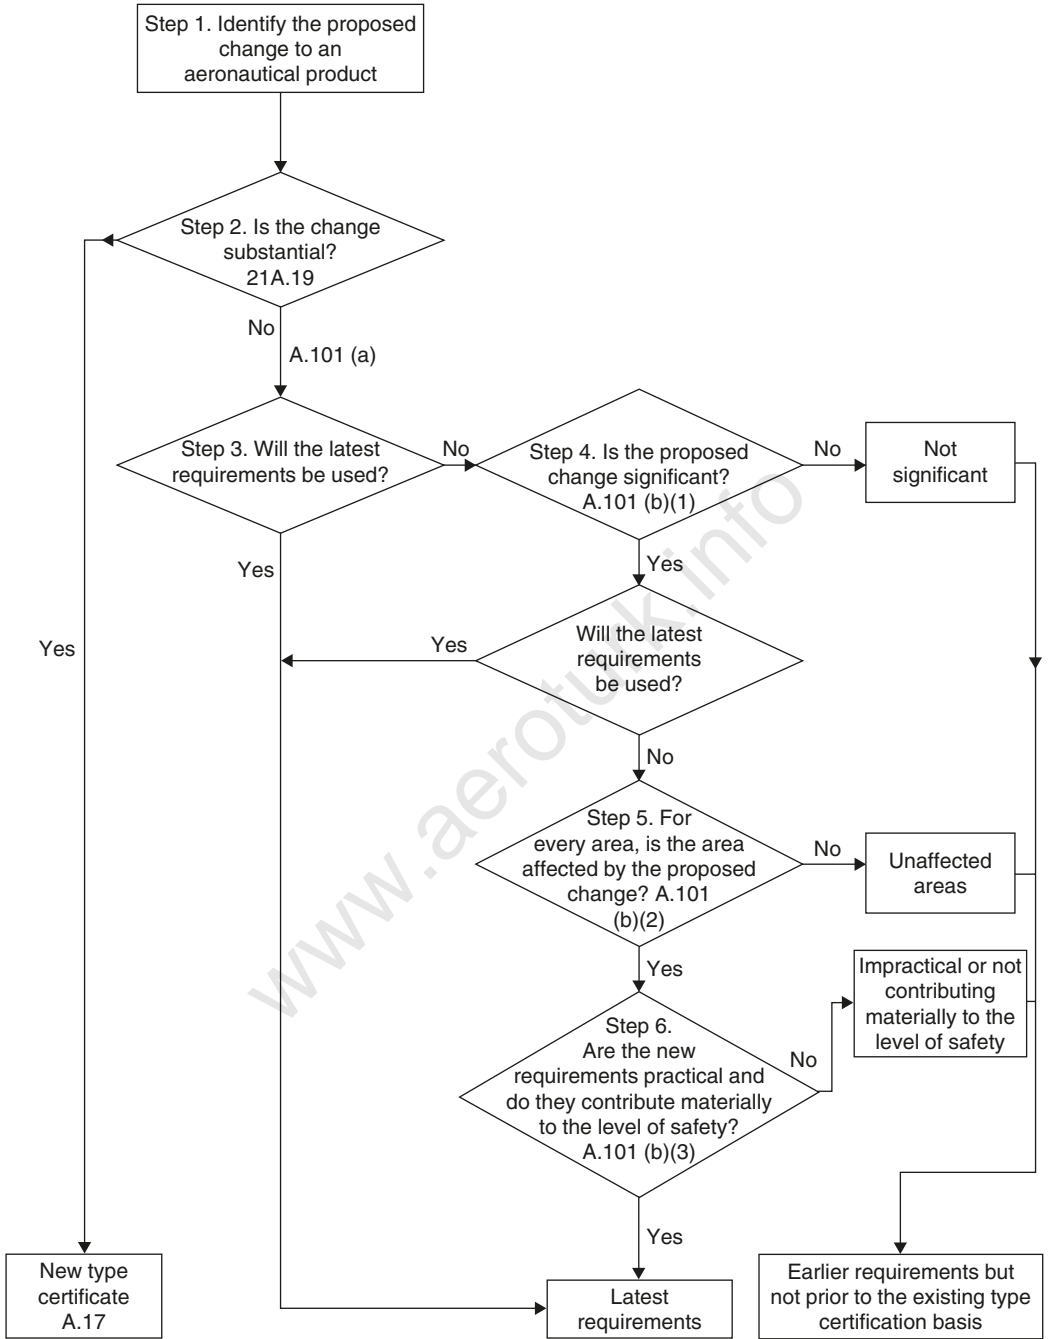 Step 1. Identify the proposed
change to an
aeronautical product
Step 2. Is the change
substantial?
21A.19
No
A.101 (a)
Step 3. Will the latest
requirements be used?
No
Step 4. Is the proposed
change significant?
A.101 (b)(1)
No
Not
significant
Yes
Yes
Yes
Will the latest
requirements
be used?
Yes
No
Step 5. For
every area, is the area
affected by the proposed
change? A.101
(b)(2)
No
Unaffected
areas
Yes
Impractical or not
contributing
materially to the
level of safety
Step 6.
Are the new
requirements practical and
do they contribute materially
to the level of safety?
A.101 (b)(3)
No
Yes
New type
certificate
A.17
Latest
requirements
Earlier requirements but
not prior to the existing type
certification basis
www.aeroturk.info